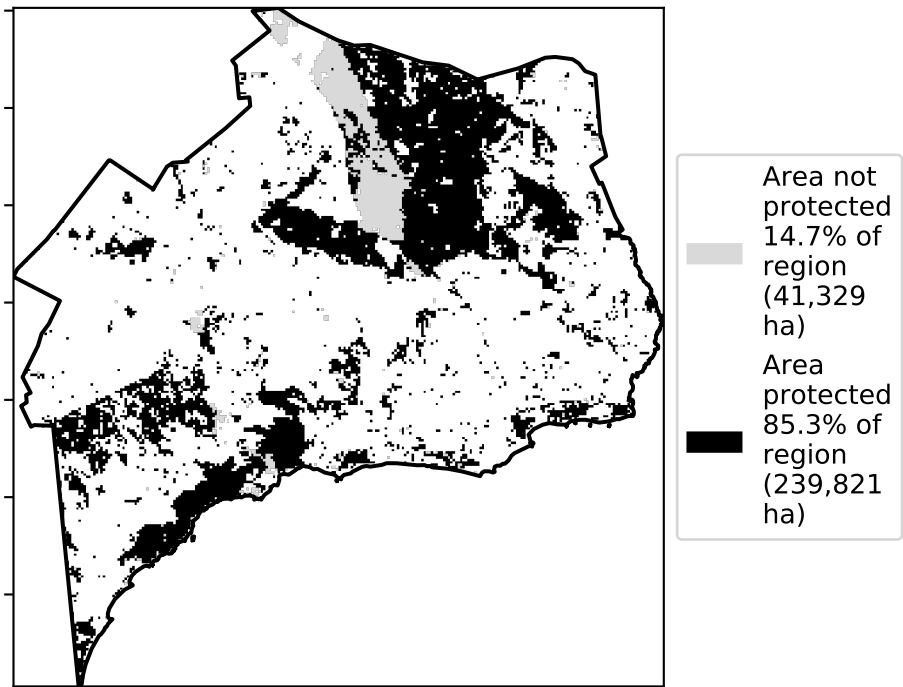 Area not
protected
14.7% of
region
(41,329
ha)
Area
protected
85.3% of
region
(239,821
ha)